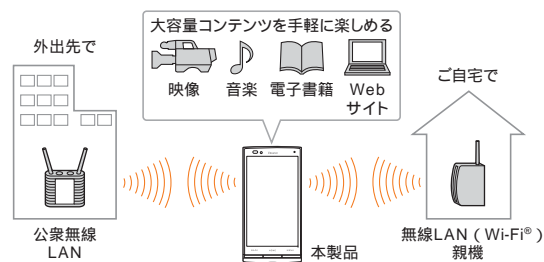 大容量コンテンツを手軽に楽しめる
映像
音楽
電子書籍
Web
サイト
外出先で
ご自宅で
公衆無線
LAN
本製品
無線LAN(Wi-Fi®)
親機